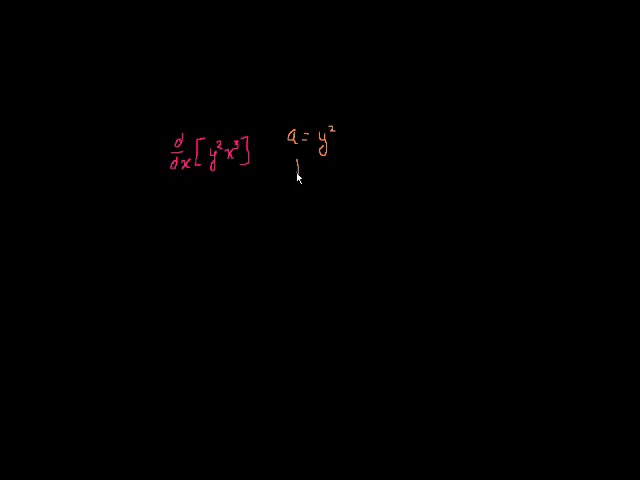 d/dx [y²x³]
a = y²